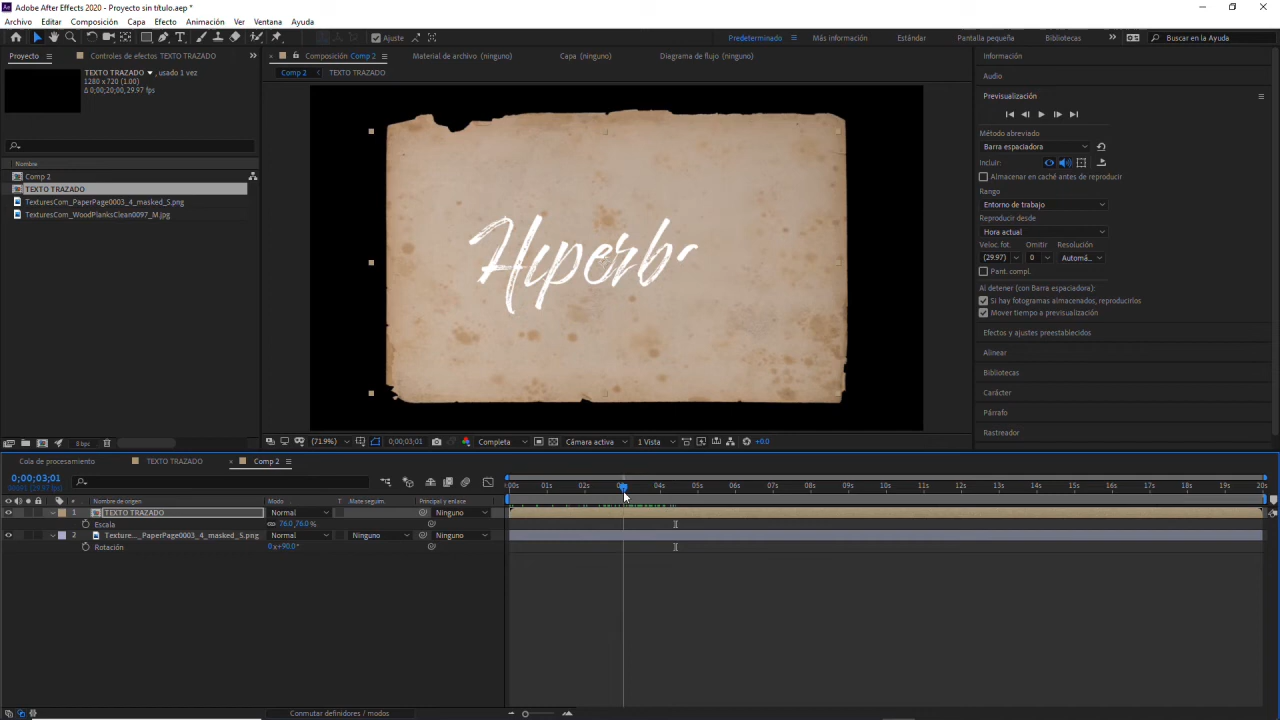 Adobe After Effects 2020 - Proyecto sin título.aep *
Archivo Editar Composición Capa Efecto Animación Ver Ventana Ayuda
Ajuste
Predeterminado Más información Estándar Pantalla pequeña Bibliotecas Buscar en la Ayuda
Proyecto Controles de efectos TEXTO TRAZADO
Composición Comp 2 Material de archivo (ninguno) Capa (ninguno) Diagrama de flujo (ninguno)
Información
TEXTO TRAZADO , usado 1 vez
1280 x 720 (1.00)
Δ 0;00;20;00, 29.97 fps
Comp 2 TEXTO TRAZADO
Audio
Previsualización
Método abreviado
Barra espaciadora
Incluir:
Almacenar en caché antes de reproducir
Rango
Entorno de trabajo
Reproducir desde
Hora actual
Veloc. fot. Omitir Resolución
(29.97) 0 Automá...
Pant. compl.
Al detener (con Barra espaciadora):
Si hay fotogramas almacenados, reproducirlos
Mover tiempo a previsualización
Efectos y ajustes preestablecidos
Alinear
Bibliotecas
Carácter
Párrafo
Rastreador
Nombre
Comp 2
TEXTO TRAZADO
TexturesCom_PaperPage0003_4_masked_S.png
TexturesCom_WoodPlanksClean0097_M.jpg
Hiperb
8 bpc
(71.9%) 0;00;03;01 Completa Cámara activa 1 Vista +0.0
Cola de procesamiento TEXTO TRAZADO Comp 2
0;00;03;01
00091 (29.97 fps)
:00s 01s 02s 04s 05s 06s 07s 08s 09s 10s 11s 12s 13s 14s 15s 16s 17s 18s 19s 20s
# Nombre de origen Modo T .Mate seguim. Principal y enlace
1 TEXTO TRAZADO Normal Ninguno
Escala 76.0,76.0 %
2 Texture..._PaperPage0003_4_masked_S.png Normal Ninguno Ninguno
Rotación 0 x+90.0°
Conmutar definidores / modos